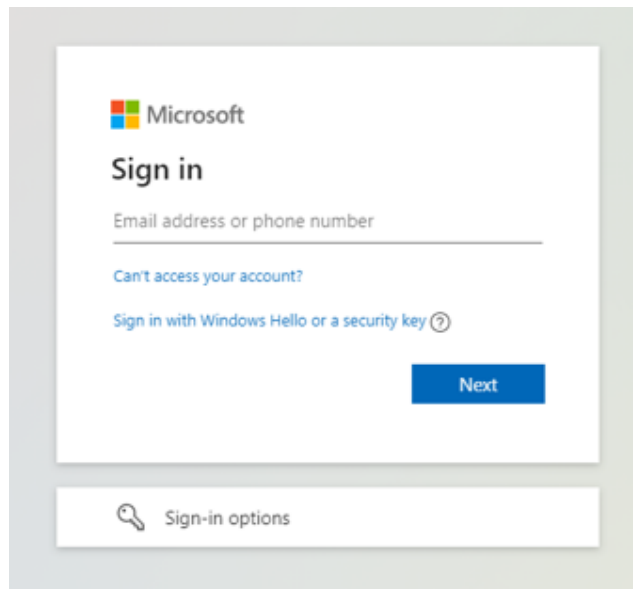 Microsoft
Sign in
Email address or phone number
Can't access your account?
Sign in with Windows Hello or a security key ?
Next
Sign-in options